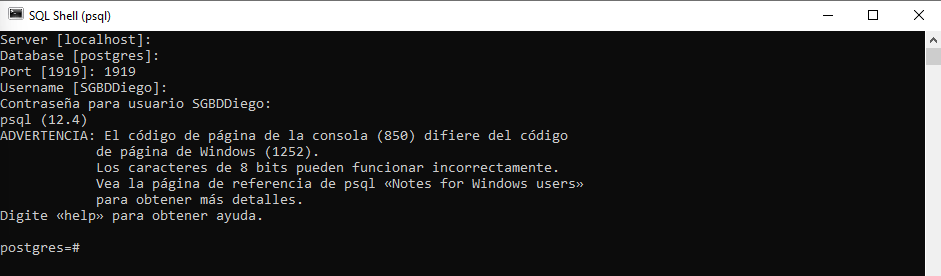 SQL Shell (psql)
Server [localhost]:
Database [postgres]:
Port [1919]: 1919
Username [SGBDDiego]:
Contraseña para usuario SGBDDiego:
psql (12.4)
ADVERTENCIA: El código de página de la consola (850) difiere del código
de página de Windows (1252).
Los caracteres de 8 bits pueden funcionar incorrectamente.
Vea la página de referencia de psql «Notes for Windows users»
para obtener más detalles.
Digite «help» para obtener ayuda.
postgres=#